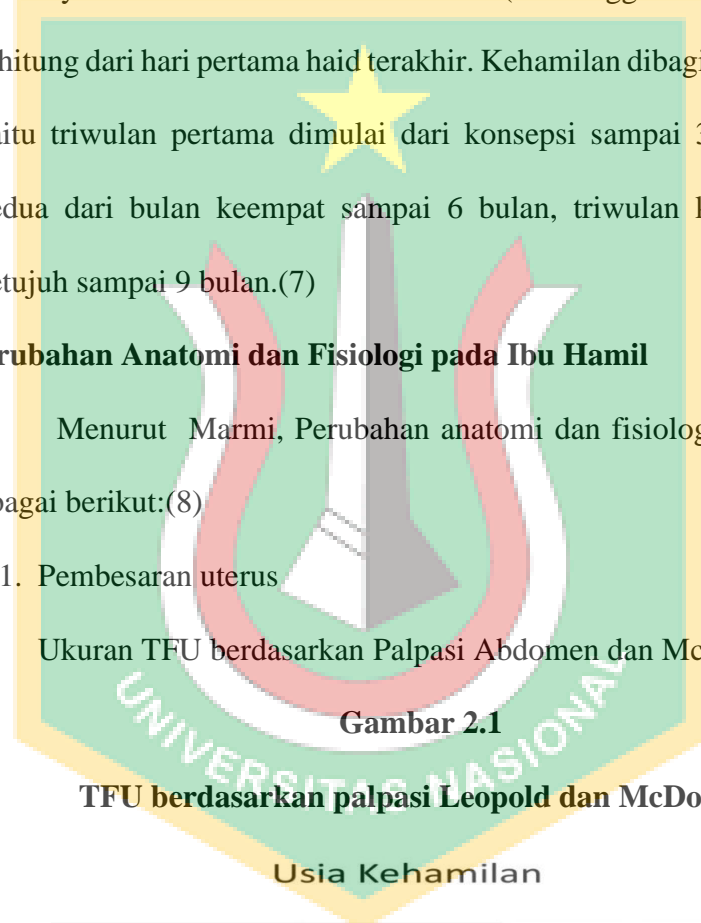 hitung dari hari pertama haid terakhir. Kehamilan dibagi
aitu triwulan pertama dimulai dari konsepsi sampai 3
edua dari bulan keempat sampai 6 bulan, triwulan k
etujuh sampai 9 bulan.(7)
erubahan Anatomi dan Fisiologi pada Ibu Hamil
Menurut Marmi, Perubahan anatomi dan fisiolog
bagai berikut:(8)
1. Pembesaran uterus
Ukuran TFU berdasarkan Palpasi Abdomen dan Mc
Gambar 2.1
UNIVERSITAS NASIONAL
TFU berdasarkan palpasi Leopold dan McDo
Usia Kehamilan